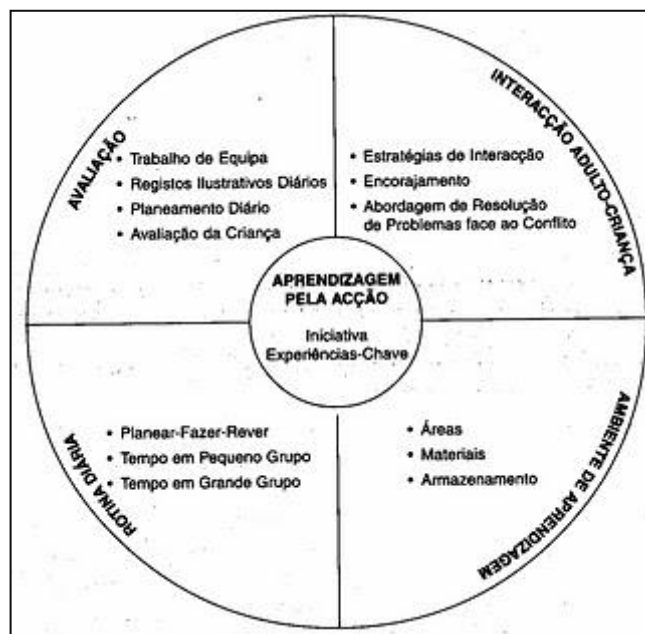 AVALIAÇÃO
• Trabalho de Equipa
• Registos Ilustrativos Diários
• Planeamento Diário
• Avaliação da Criança
INTERACÇÃO ADULTO-CRIANÇA
• Estratégias de Interacção
• Encorajamento
• Abordagem de Resolução
de Problemas face ao Conflito
APRENDIZAGEM
PELA ACÇÃO
Iniciativa
Experiências-Chave
ROTINA DIÁRIA
• Planear-Fazer-Rever
• Tempo em Pequeno Grupo
• Tempo em Grande Grupo
AMBIENTE DE APRENDIZAGEM
• Áreas
• Materiais
• Armazenamento